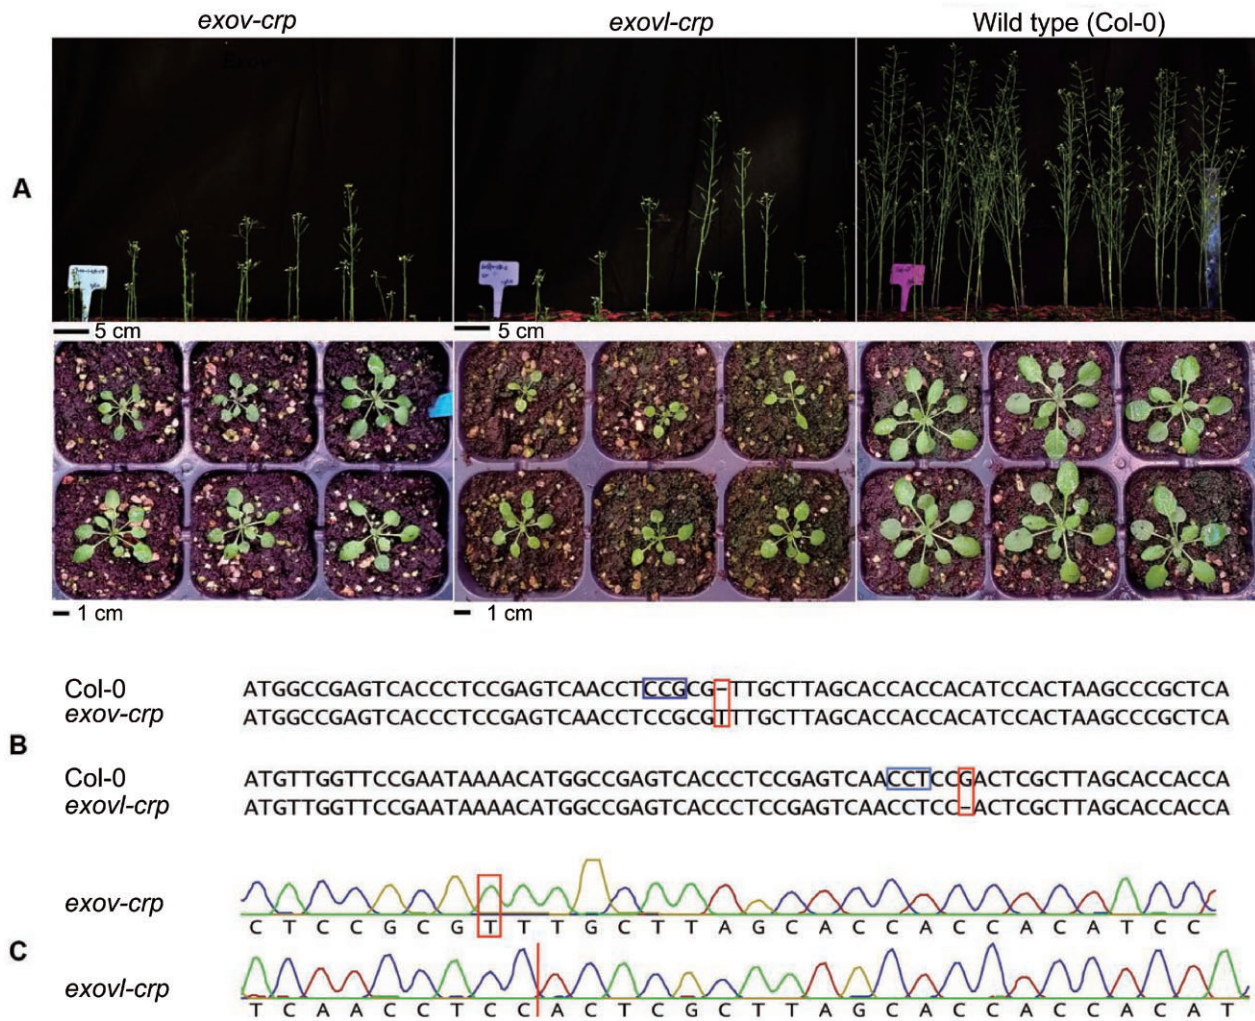 exov-crp exovl-crp Wild type (Col-0)
A
5 cm 5 cm
1 cm 1 cm
B
Col-0 ATGGCCGAGTCACCCTCCGAGTCAACCTCCGCG-TTGCTTAGCACCACCACATCCACTAAGCCCGCTCA
exov-crp ATGGCCGAGTCACCCTCCGAGTCAACCTCCGCGTTTGCTTAGCACCACCACATCCACTAAGCCCGCTCA
Col-0 ATGTTGGTTCCGAATAAAACATGGCCGAGTCACCCTCCGAGTCAACCTCCGACTCGCTTAGCACCACCA
exovl-crp ATGTTGGTTCCGAATAAAACATGGCCGAGTCACCCTCCGAGTCAACCTCC-ACTCGCTTAGCACCACCA
C
exov-crp
C T C C G C G T T T G C T T A G C A C C A C C A C A T C C
exovl-crp
T C A A C C T C C A C T C G C T T A G C A C C A C C A C A T